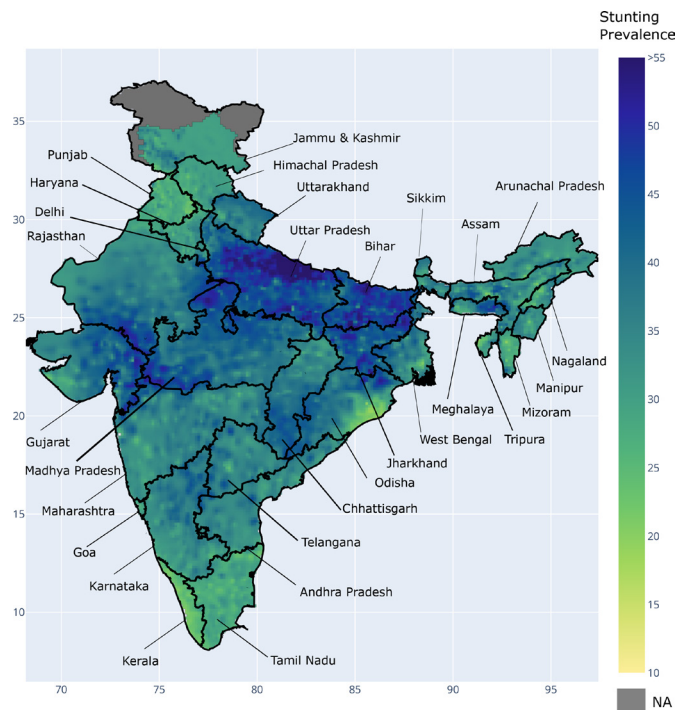 Stunting
Prevalence
>55
50
45
40
35
30
25
20
15
10
NA
35
30
25
20
15
10
70
75
80
85
90
95
Jammu & Kashmir
Himachal Pradesh
Punjab
Haryana
Uttarakhand
Delhi
Rajasthan
Uttar Pradesh
Bihar
Sikkim
Arunachal Pradesh
Assam
Nagaland
Manipur
Meghalaya
Mizoram
Tripura
West Bengal
Gujarat
Madhya Pradesh
Jharkhand
Odisha
Maharashtra
Chhattisgarh
Goa
Telangana
Karnataka
Andhra Pradesh
Kerala
Tamil Nadu